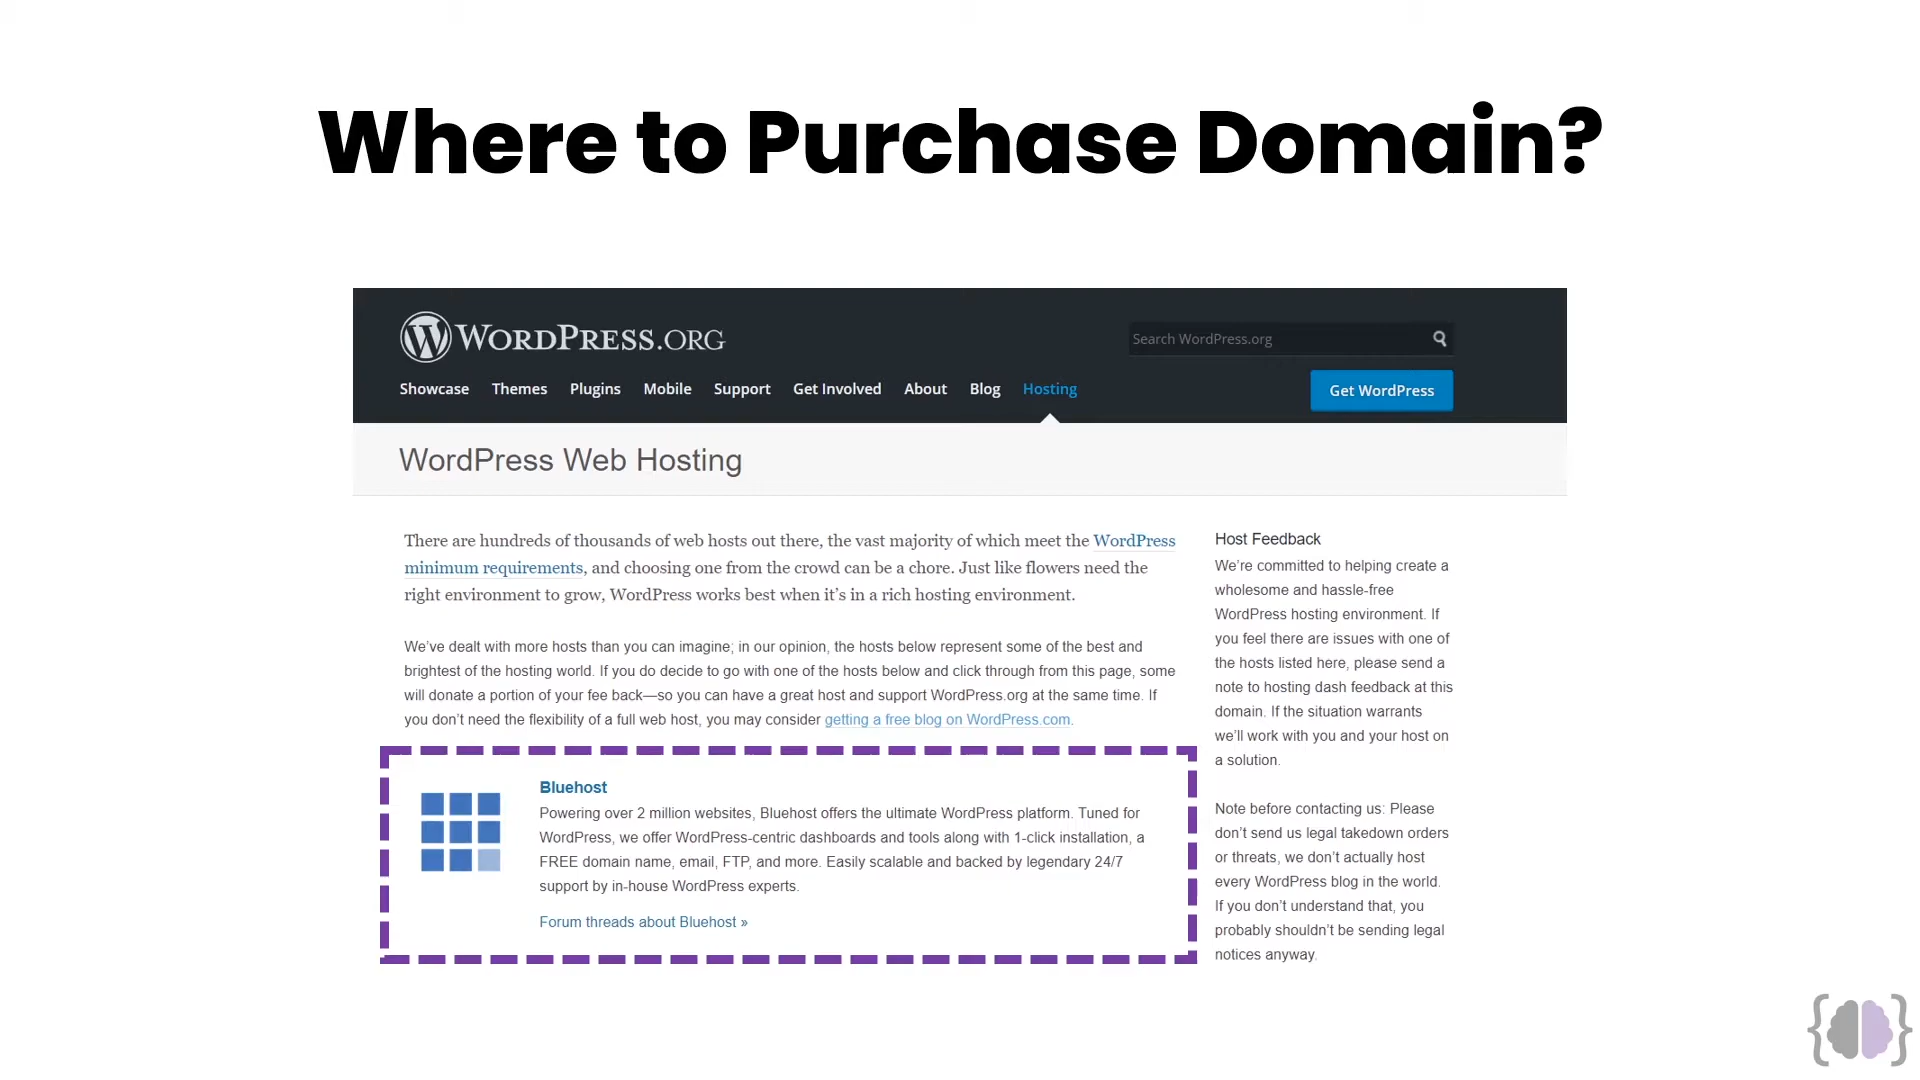 Where to Purchase Domain?
WORDPRESS.ORG
Search WordPress.org
Showcase Themes Plugins Mobile Support Get Involved About Blog Hosting
Get WordPress
WordPress Web Hosting
There are hundreds of thousands of web hosts out there, the vast majority of which meet the WordPress
minimum requirements, and choosing one from the crowd can be a chore. Just like flowers need the
right environment to grow, WordPress works best when it’s in a rich hosting environment.
We’ve dealt with more hosts than you can imagine; in our opinion, the hosts below represent some of the best and
brightest of the hosting world. If you do decide to go with one of the hosts below and click through from this page, some
will donate a portion of your fee back—so you can have a great host and support WordPress.org at the same time. If
you don’t need the flexibility of a full web host, you may consider getting a free blog on WordPress.com.
Bluehost
Powering over 2 million websites, Bluehost offers the ultimate WordPress platform. Tuned for
WordPress, we offer WordPress-centric dashboards and tools along with 1-click installation, a
FREE domain name, email, FTP, and more. Easily scalable and backed by legendary 24/7
support by in-house WordPress experts.
Forum threads about Bluehost »
Host Feedback
We’re committed to helping create a
wholesome and hassle-free
WordPress hosting environment. If
you feel there are issues with one of
the hosts listed here, please send a
note to hosting dash feedback at this
domain. If the situation warrants
we’ll work with you and your host on
a solution.
Note before contacting us: Please
don’t send us legal takedown orders
or threats, we don’t actually host
every WordPress blog in the world.
If you don’t understand that, you
probably shouldn’t be sending legal
notices anyway.